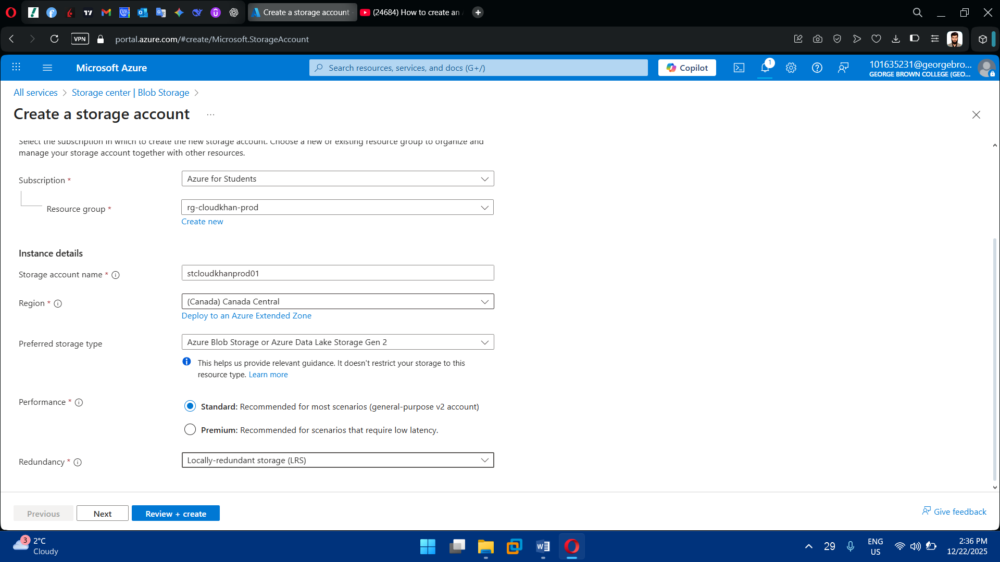 Create a storage account
(24684) How to create an
VPN
portal.azure.com/#create/Microsoft.StorageAccount
Microsoft Azure
Search resources, services, and docs (G+/)
Copilot
1
101635231@georgebro...
GEORGE BROWN COLLEGE (GEO...
All services > Storage center | Blob Storage >
Create a storage account ...
Select the subscription in which to create the new storage account. Choose a new or existing resource group to organize and
manage your storage account together with other resources.
Subscription *
Azure for Students
Resource group *
rg-cloudkhan-prod
Create new
Instance details
Storage account name *
stcloudkhanprod01
Region *
(Canada) Canada Central
Deploy to an Azure Extended Zone
Preferred storage type
Azure Blob Storage or Azure Data Lake Storage Gen 2
This helps us provide relevant guidance. It doesn't restrict your storage to this
resource type. Learn more
Performance *
Standard: Recommended for most scenarios (general-purpose v2 account)
Premium: Recommended for scenarios that require low latency.
Redundancy *
Locally-redundant storage (LRS)
Previous
Next
Review + create
Give feedback
3
2°C
Cloudy
29
ENG
US
2:36 PM
12/22/2025